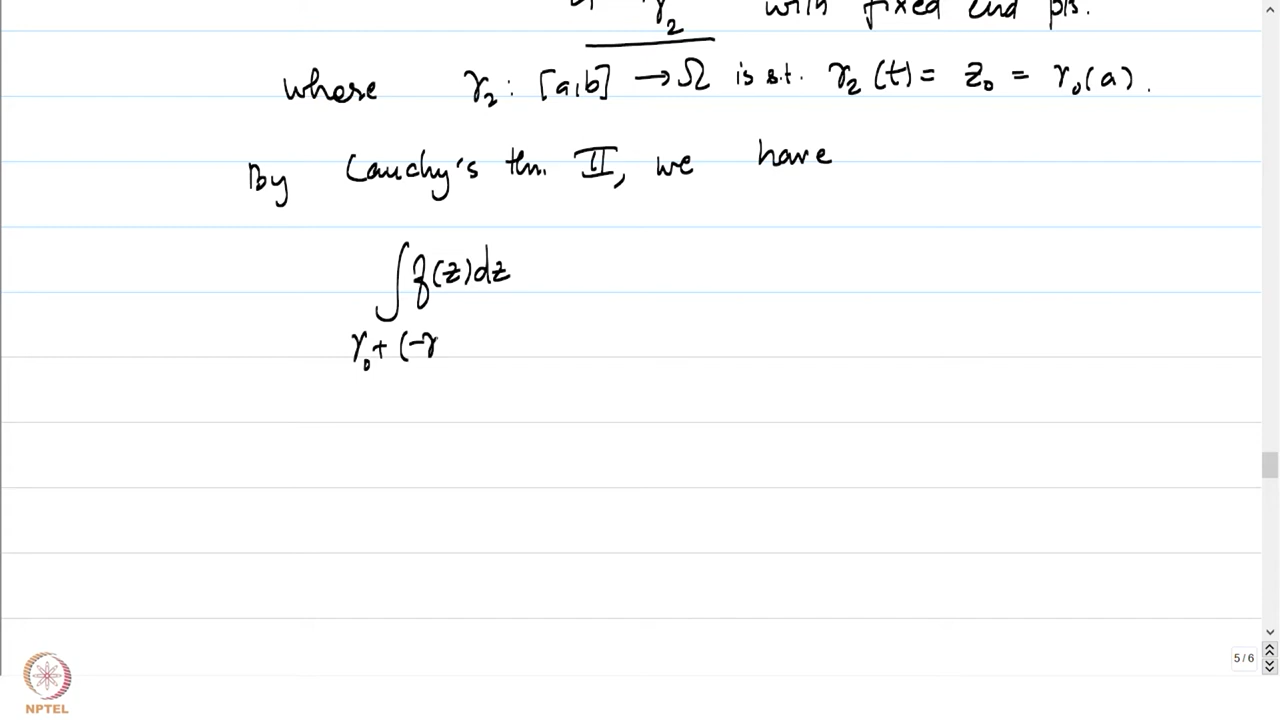 γ₂ with fixed end pts.
where γ₂ : [a,b] → Ω is s.t. γ₂(t) = z₀ = γ₀(a).
By Cauchy's thm. II, we have
∫ f(z)dz
γ₀ + (-γ
5 / 6
NPTEL